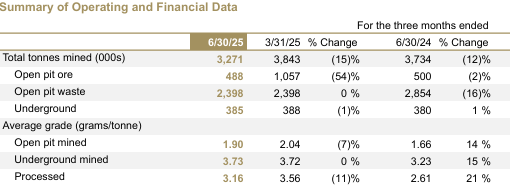 Summary of Operating and Financial Data
For the three months ended
6/30/25 3/31/25 % Change 6/30/24 % Change
Total tonnes mined (000s) 3,271 3,843 (15)% 3,734 (12)%
Open pit ore 488 1,057 (54)% 500 (2)%
Open pit waste 2,398 2,398 0 % 2,854 (16)%
Underground 385 388 (1)% 380 1 %
Average grade (grams/tonne)
Open pit mined 1.90 2.04 (7)% 1.66 14 %
Underground mined 3.73 3.72 0 % 3.23 15 %
Processed 3.16 3.56 (11)% 2.61 21 %